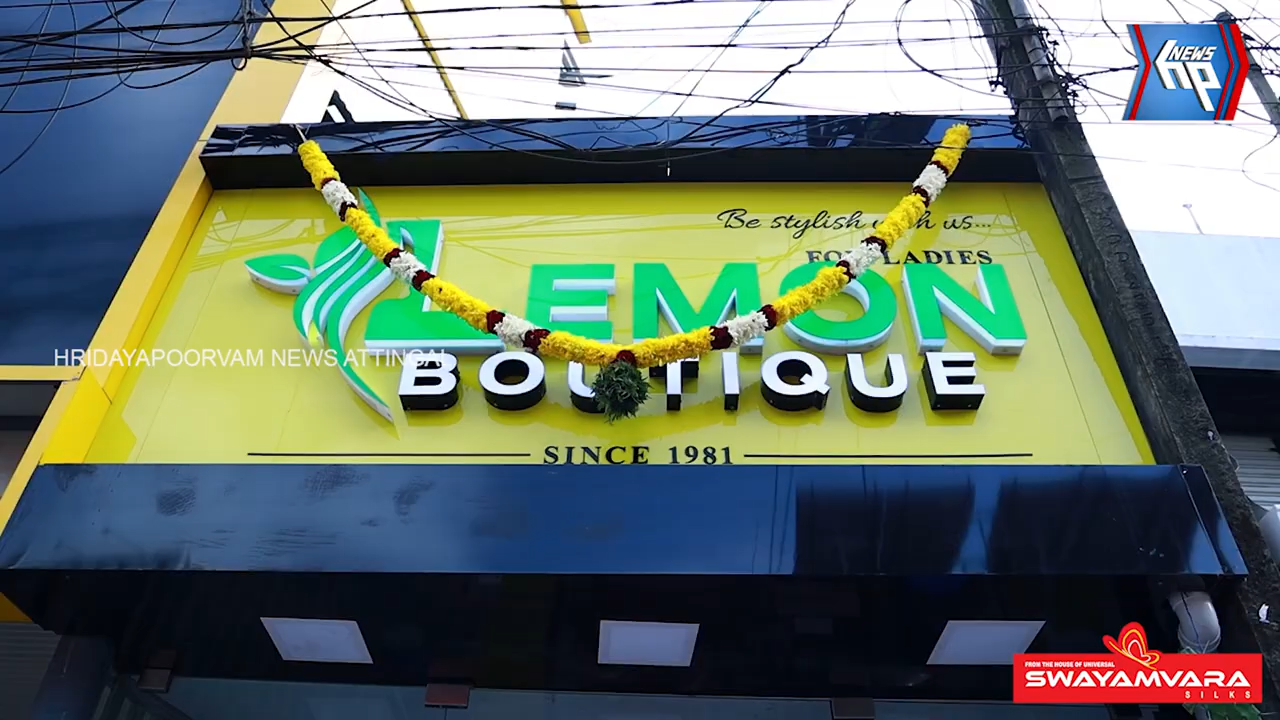 NEWS
hp
Be stylish with us...
FOR LADIES
LEMON
HRIDAYAPOORVAM NEWS ATTINGAL
BOUTIQUE
SINCE 1981
FROM THE HOUSE OF UNIVERSAL
SWAYAMVARA
SILKS